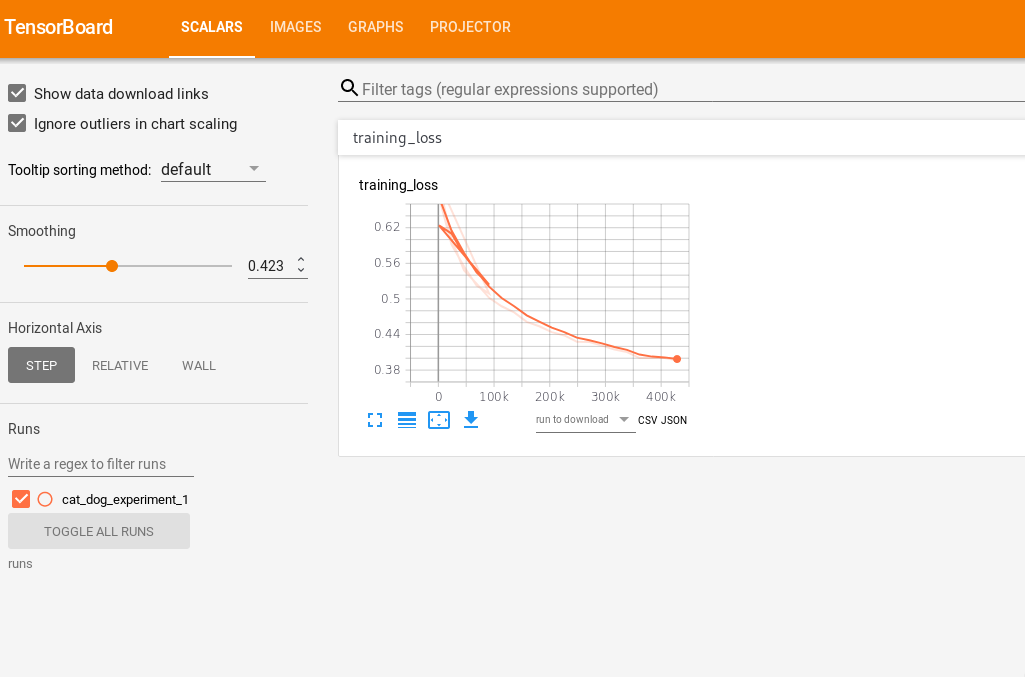 TensorBoard SCALARS IMAGES GRAPHS PROJECTOR
Show data download links
Ignore outliers in chart scaling
Tooltip sorting method: default
Smoothing
0.423
Horizontal Axis
STEP RELATIVE WALL
Runs
Write a regex to filter runs
cat_dog_experiment_1
TOGGLE ALL RUNS
runs
Filter tags (regular expressions supported)
training_loss
training_loss
0.62
0.56
0.5
0.44
0.38
0 100k 200k 300k 400k
run to download CSV JSON